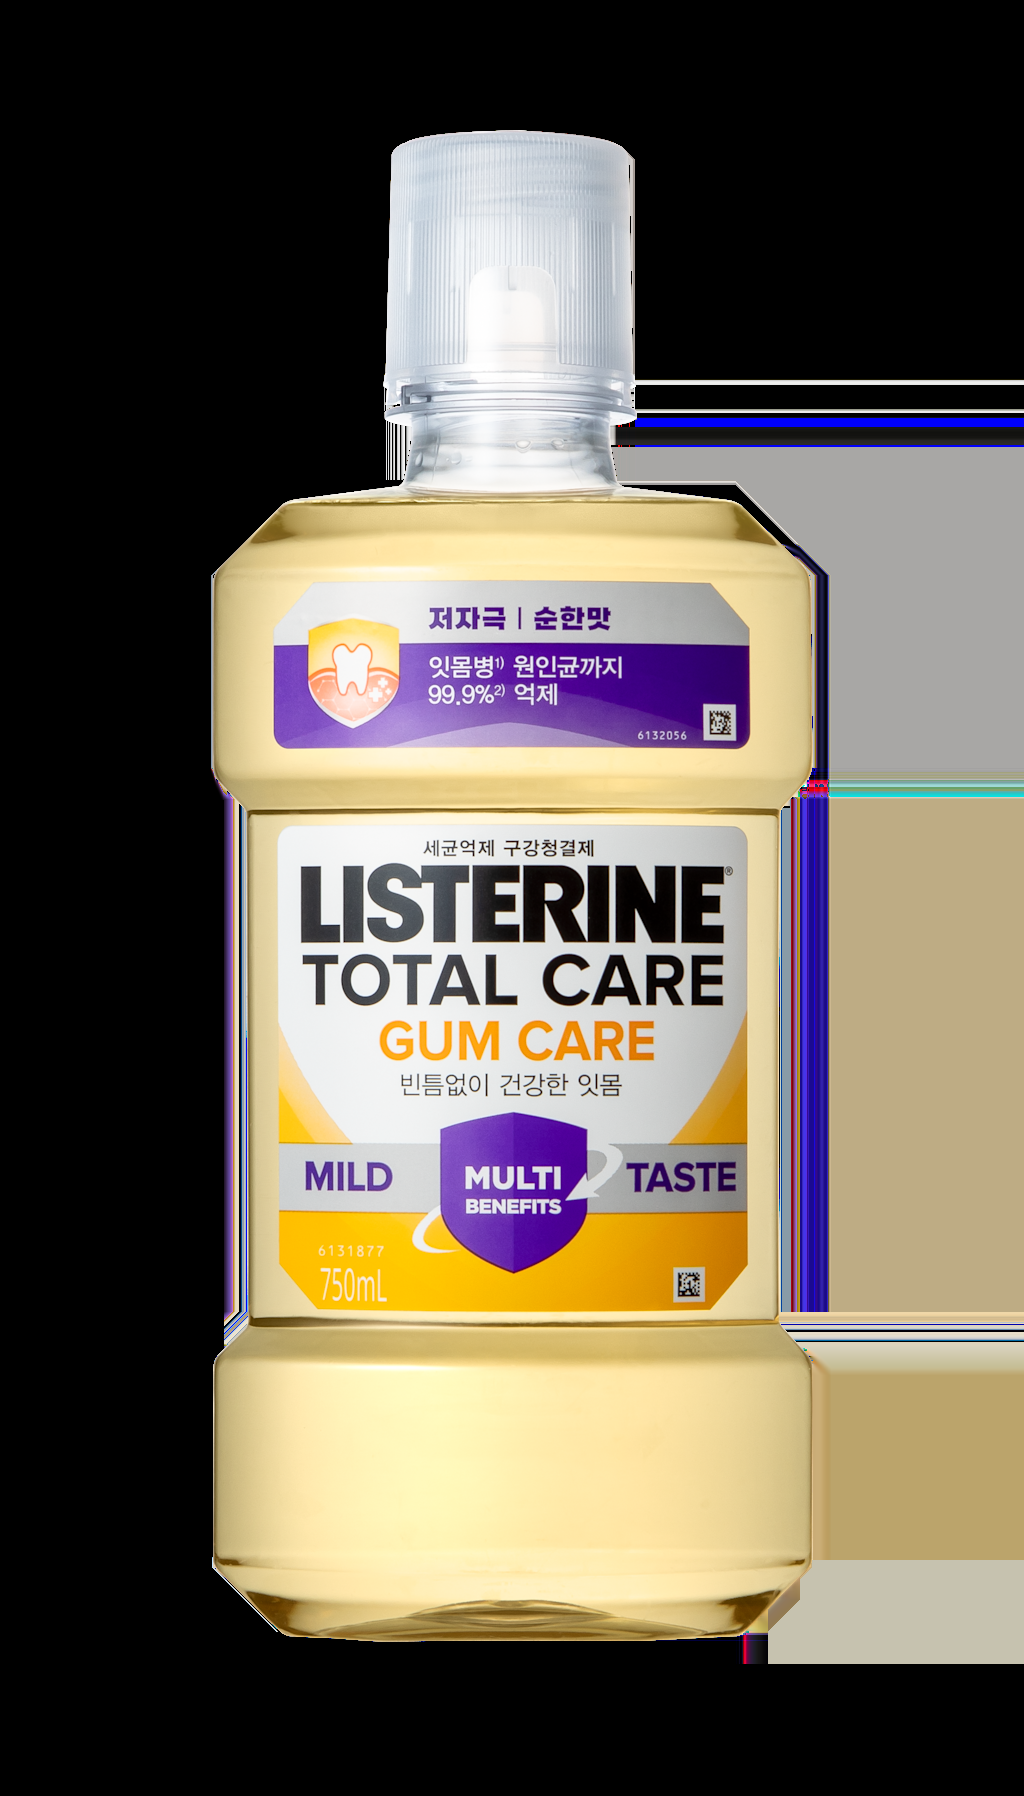 저자극 | 순한맛
잇몸병1) 원인균까지
99.9%2) 억제
6132056
세균억제 구강청결제
LISTERINE®
TOTAL CARE
GUM CARE
빈틈없이 건강한 잇몸
MILD
MULTI
BENEFITS
TASTE
6131877
750mL